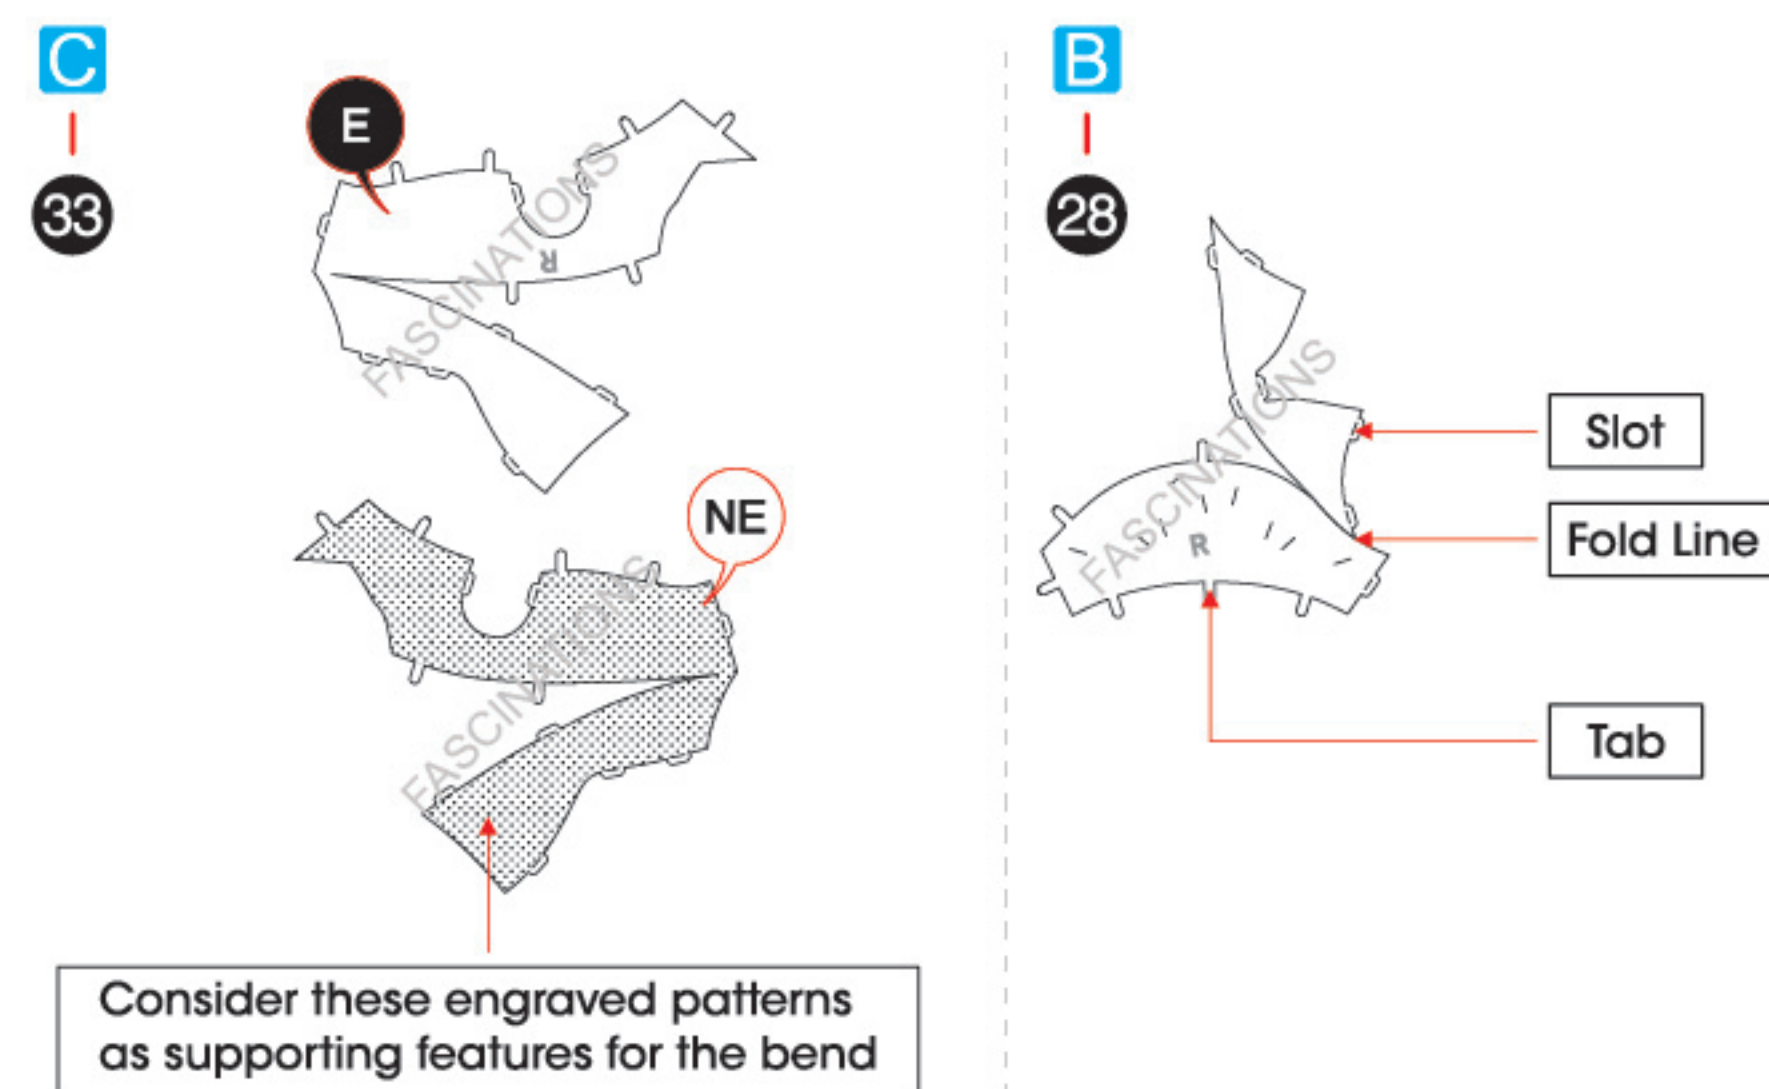 C
33
E
FASCINATIONS
R
NE
FASCINATIONS
Consider these engraved patterns
as supporting features for the bend
B
28
FASCINATIONS
R
Slot
Fold Line
Tab